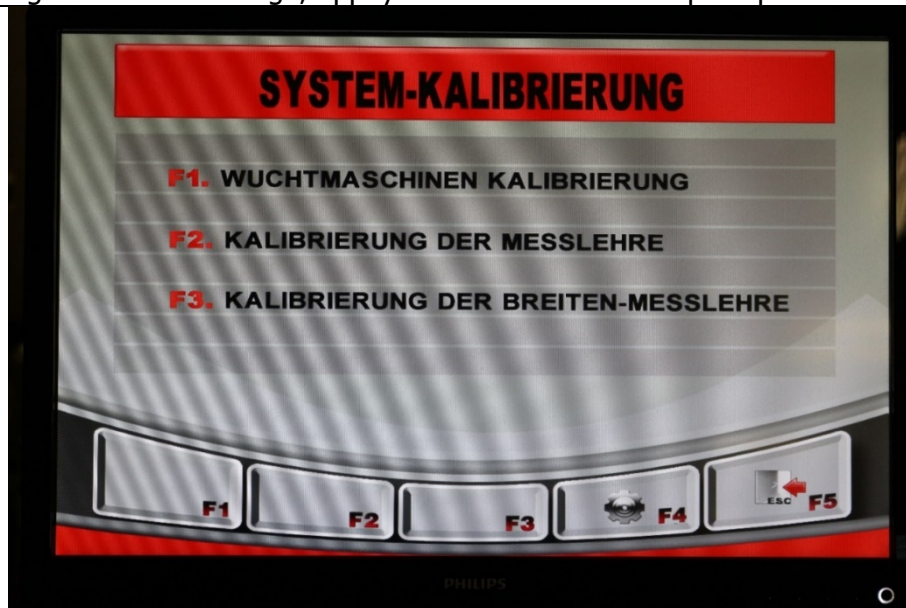 SYSTEM-KALIBRIERUNG
F1. WUCHTMASCHINEN KALIBRIERUNG
F2. KALIBRIERUNG DER MESSLEHRE
F3. KALIBRIERUNG DER BREITEN-MESSLEHRE
F1
F2
F3
F4
ESC F5
PHILIPS